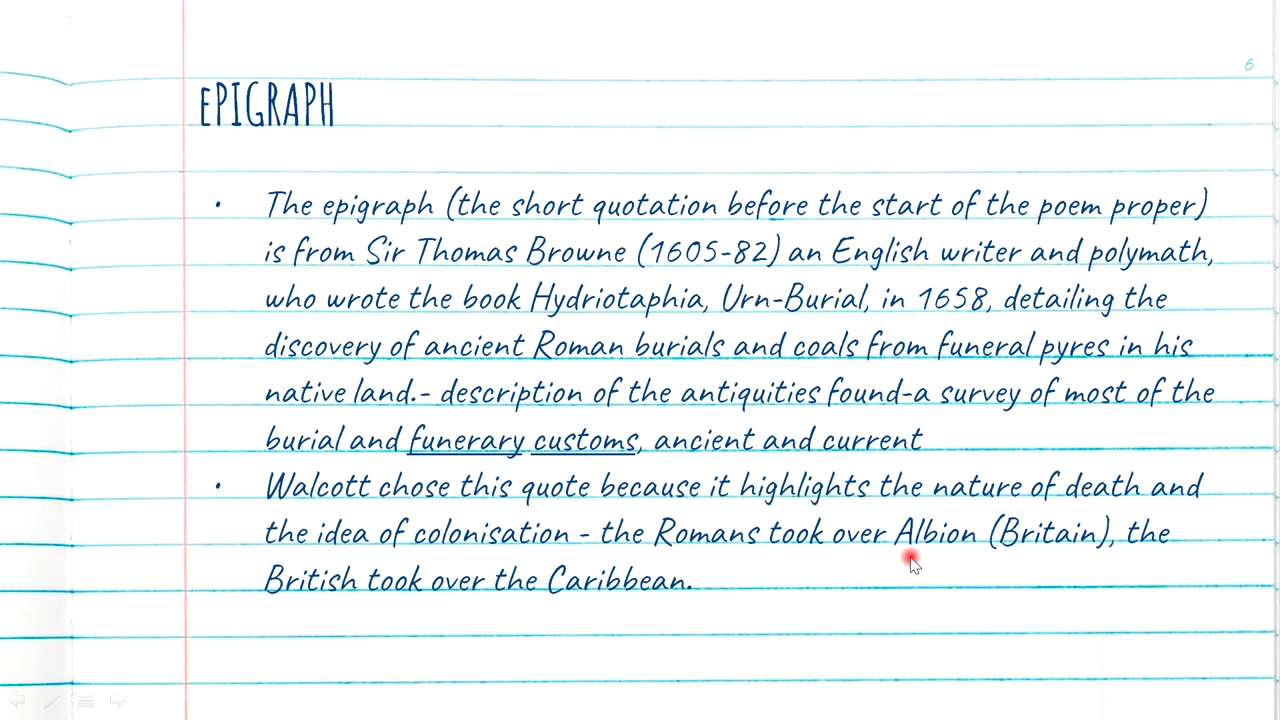 6
EPIGRAPH
• The epigraph (the short quotation before the start of the poem proper)
is from Sir Thomas Browne (1605-82) an English writer and polymath,
who wrote the book Hydriotaphia, Urn-Burial, in 1658, detailing the
discovery of ancient Roman burials and coals from funeral pyres in his
native land.- description of the antiquities found-a survey of most of the
burial and funerary customs, ancient and current
• Walcott chose this quote because it highlights the nature of death and
the idea of colonisation - the Romans took over Albion (Britain), the
British took over the Caribbean.